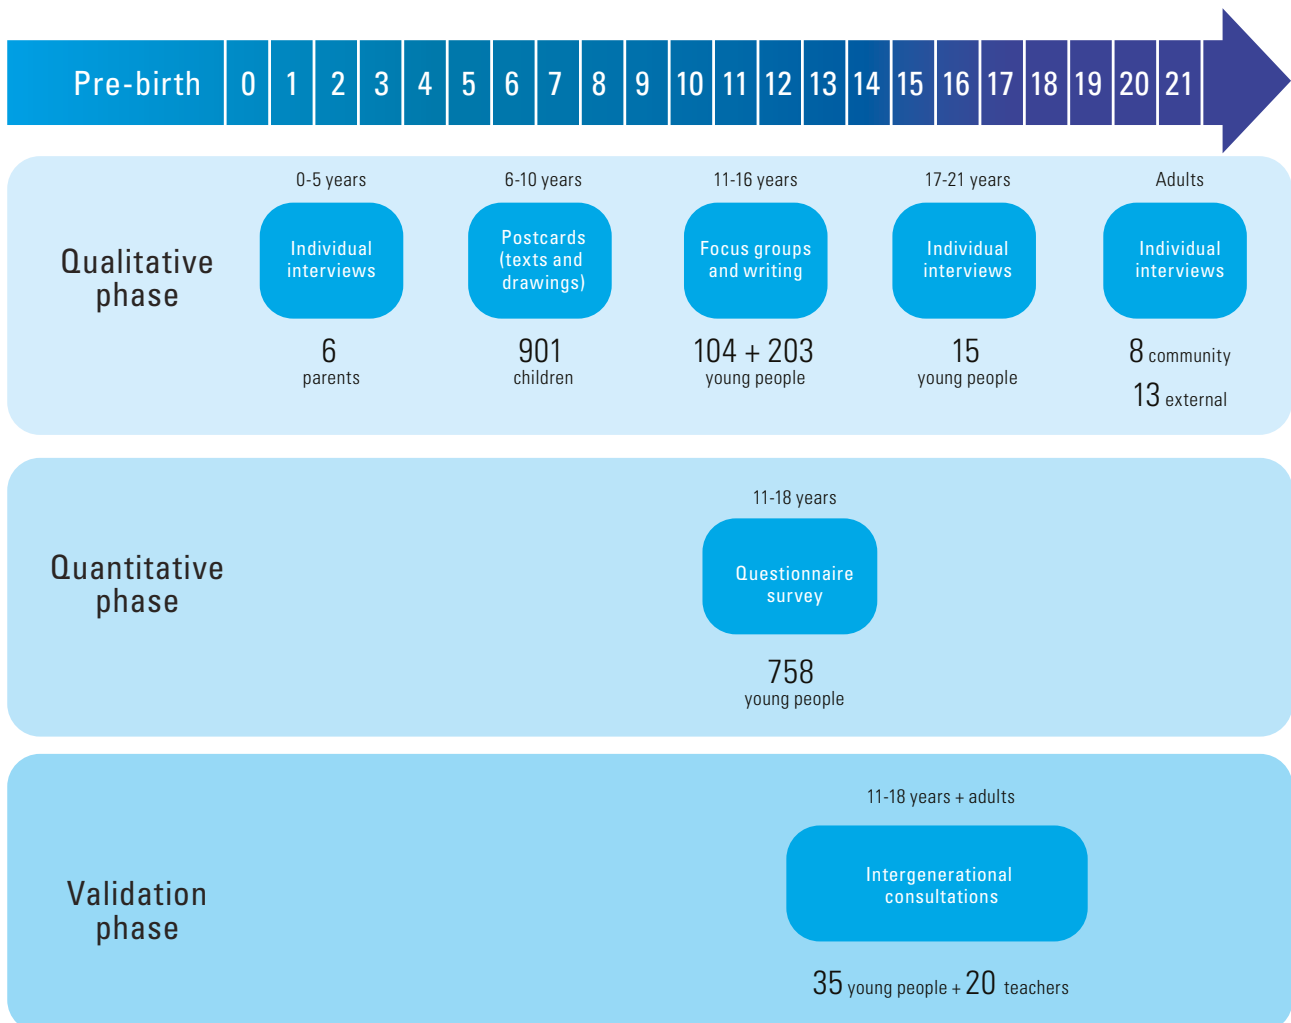 Pre-birth 0 1 2 3 4 5 6 7 8 9 10 11 12 13 14 15 16 17 18 19 20 21
Qualitative
phase
0-5 years
Individual
interviews
6
parents
6-10 years
Postcards
(texts and
drawings)
901
children
11-16 years
Focus groups
and writing
104 + 203
young people
17-21 years
Individual
interviews
15
young people
Adults
Individual
interviews
8 community
13 external
Quantitative
phase
11-18 years
Questionnaire
survey
758
young people
Validation
phase
11-18 years + adults
Intergenerational
consultations
35 young people + 20 teachers